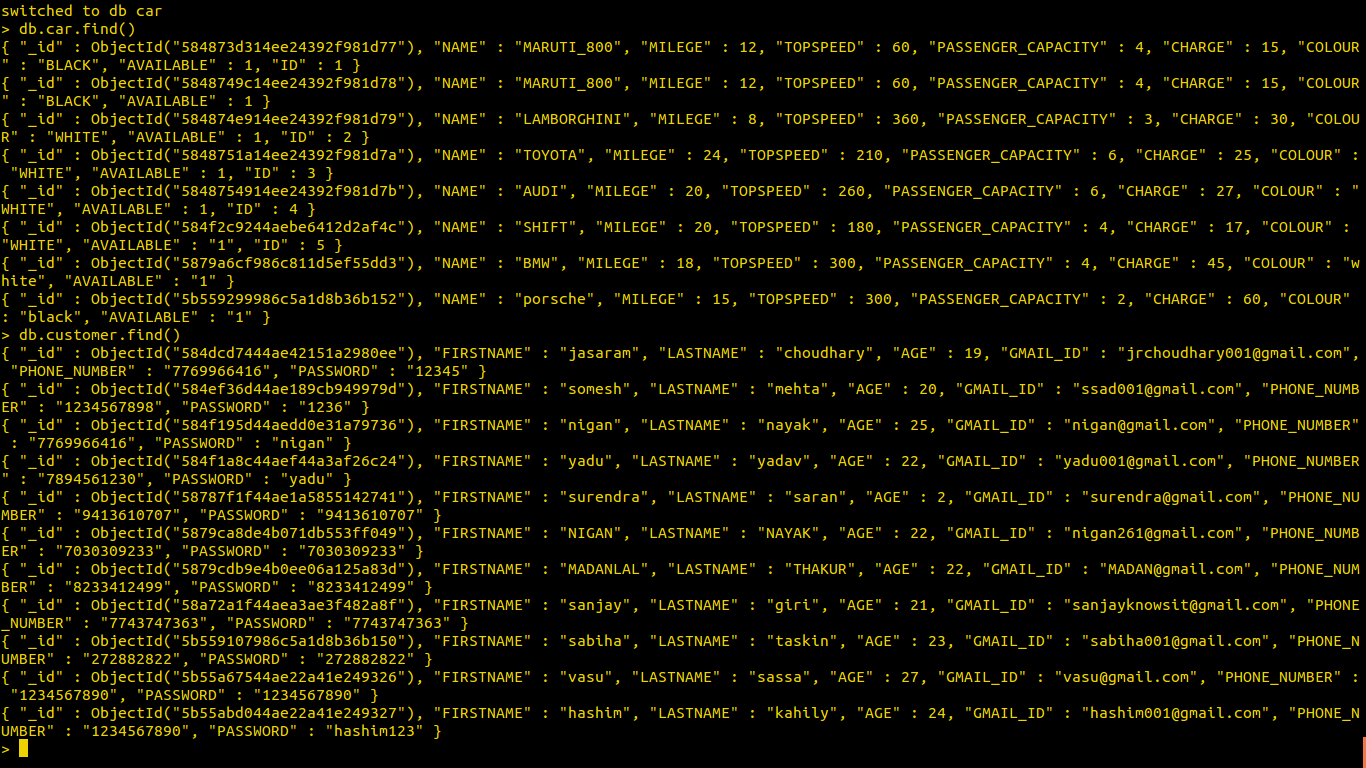 switched to db car
> db.car.find()
{ "_id" : ObjectId("584873d314ee24392f981d77"), "NAME" : "MARUTI_800", "MILEGE" : 12, "TOPSPEED" : 60, "PASSENGER_CAPACITY" : 4, "CHARGE" : 15, "COLOUR
" : "BLACK", "AVAILABLE" : 1, "ID" : 1 }
{ "_id" : ObjectId("5848749c14ee24392f981d78"), "NAME" : "MARUTI_800", "MILEGE" : 12, "TOPSPEED" : 60, "PASSENGER_CAPACITY" : 4, "CHARGE" : 15, "COLOUR
" : "BLACK", "AVAILABLE" : 1 }
{ "_id" : ObjectId("584874e914ee24392f981d79"), "NAME" : "LAMBORGHINI", "MILEGE" : 8, "TOPSPEED" : 360, "PASSENGER_CAPACITY" : 3, "CHARGE" : 30, "COLOU
R" : "WHITE", "AVAILABLE" : 1, "ID" : 2 }
{ "_id" : ObjectId("5848751a14ee24392f981d7a"), "NAME" : "TOYOTA", "MILEGE" : 24, "TOPSPEED" : 210, "PASSENGER_CAPACITY" : 6, "CHARGE" : 25, "COLOUR" :
 "WHITE", "AVAILABLE" : 1, "ID" : 3 }
{ "_id" : ObjectId("5848754914ee24392f981d7b"), "NAME" : "AUDI", "MILEGE" : 20, "TOPSPEED" : 260, "PASSENGER_CAPACITY" : 6, "CHARGE" : 27, "COLOUR" : "
WHITE", "AVAILABLE" : 1, "ID" : 4 }
{ "_id" : ObjectId("584f2c9244aebe6412d2af4c"), "NAME" : "SHIFT", "MILEGE" : 20, "TOPSPEED" : 180, "PASSENGER_CAPACITY" : 4, "CHARGE" : 17, "COLOUR" :
"WHITE", "AVAILABLE" : "1", "ID" : 5 }
{ "_id" : ObjectId("5879a6cf986c811d5ef55dd3"), "NAME" : "BMW", "MILEGE" : 18, "TOPSPEED" : 300, "PASSENGER_CAPACITY" : 4, "CHARGE" : 45, "COLOUR" : "w
hite", "AVAILABLE" : "1" }
{ "_id" : ObjectId("5b559299986c5a1d8b36b152"), "NAME" : "porsche", "MILEGE" : 15, "TOPSPEED" : 300, "PASSENGER_CAPACITY" : 2, "CHARGE" : 60, "COLOUR"
: "black", "AVAILABLE" : "1" }
> db.customer.find()
{ "_id" : ObjectId("584dcd7444ae42151a2980ee"), "FIRSTNAME" : "jasaram", "LASTNAME" : "choudhary", "AGE" : 19, "GMAIL_ID" : "jrchoudhary001@gmail.com",
 "PHONE_NUMBER" : "7769966416", "PASSWORD" : "12345" }
{ "_id" : ObjectId("584ef36d44ae189cb949979d"), "FIRSTNAME" : "somesh", "LASTNAME" : "mehta", "AGE" : 20, "GMAIL_ID" : "ssad001@gmail.com", "PHONE_NUMB
ER" : "1234567898", "PASSWORD" : "1236" }
{ "_id" : ObjectId("584f195d44aedd0e31a79736"), "FIRSTNAME" : "nigan", "LASTNAME" : "nayak", "AGE" : 25, "GMAIL_ID" : "nigan@gmail.com", "PHONE_NUMBER"
 : "7769966416", "PASSWORD" : "nigan" }
{ "_id" : ObjectId("584f1a8c44aef44a3af26c24"), "FIRSTNAME" : "yadu", "LASTNAME" : "yadav", "AGE" : 22, "GMAIL_ID" : "yadu001@gmail.com", "PHONE_NUMBER
" : "7894561230", "PASSWORD" : "yadu" }
{ "_id" : ObjectId("58787f1f44ae1a5855142741"), "FIRSTNAME" : "surendra", "LASTNAME" : "saran", "AGE" : 2, "GMAIL_ID" : "surendra@gmail.com", "PHONE_NU
MBER" : "9413610707", "PASSWORD" : "9413610707" }
{ "_id" : ObjectId("5879ca8de4b071db553ff049"), "FIRSTNAME" : "NIGAN", "LASTNAME" : "NAYAK", "AGE" : 22, "GMAIL_ID" : "nigan261@gmail.com", "PHONE_NUMB
ER" : "7030309233", "PASSWORD" : "7030309233" }
{ "_id" : ObjectId("5879cdb9e4b0ee06a125a83d"), "FIRSTNAME" : "MADANLAL", "LASTNAME" : "THAKUR", "AGE" : 22, "GMAIL_ID" : "MADAN@gmail.com", "PHONE_NUM
BER" : "8233412499", "PASSWORD" : "8233412499" }
{ "_id" : ObjectId("58a72a1f44aea3ae3f482a8f"), "FIRSTNAME" : "sanjay", "LASTNAME" : "giri", "AGE" : 21, "GMAIL_ID" : "sanjayknowsit@gmail.com", "PHONE
_NUMBER" : "7743747363", "PASSWORD" : "7743747363" }
{ "_id" : ObjectId("5b559107986c5a1d8b36b150"), "FIRSTNAME" : "sabiha", "LASTNAME" : "taskin", "AGE" : 23, "GMAIL_ID" : "sabiha001@gmail.com", "PHONE_N
UMBER" : "272882822", "PASSWORD" : "272882822" }
{ "_id" : ObjectId("5b55a67544ae22a41e249326"), "FIRSTNAME" : "vasu", "LASTNAME" : "sassa", "AGE" : 27, "GMAIL_ID" : "vasu@gmail.com", "PHONE_NUMBER" :
 "1234567890", "PASSWORD" : "1234567890" }
{ "_id" : ObjectId("5b55abd044ae22a41e249327"), "FIRSTNAME" : "hashim", "LASTNAME" : "kahily", "AGE" : 24, "GMAIL_ID" : "hashim001@gmail.com", "PHONE_N
UMBER" : "1234567890", "PASSWORD" : "hashim123" }
>